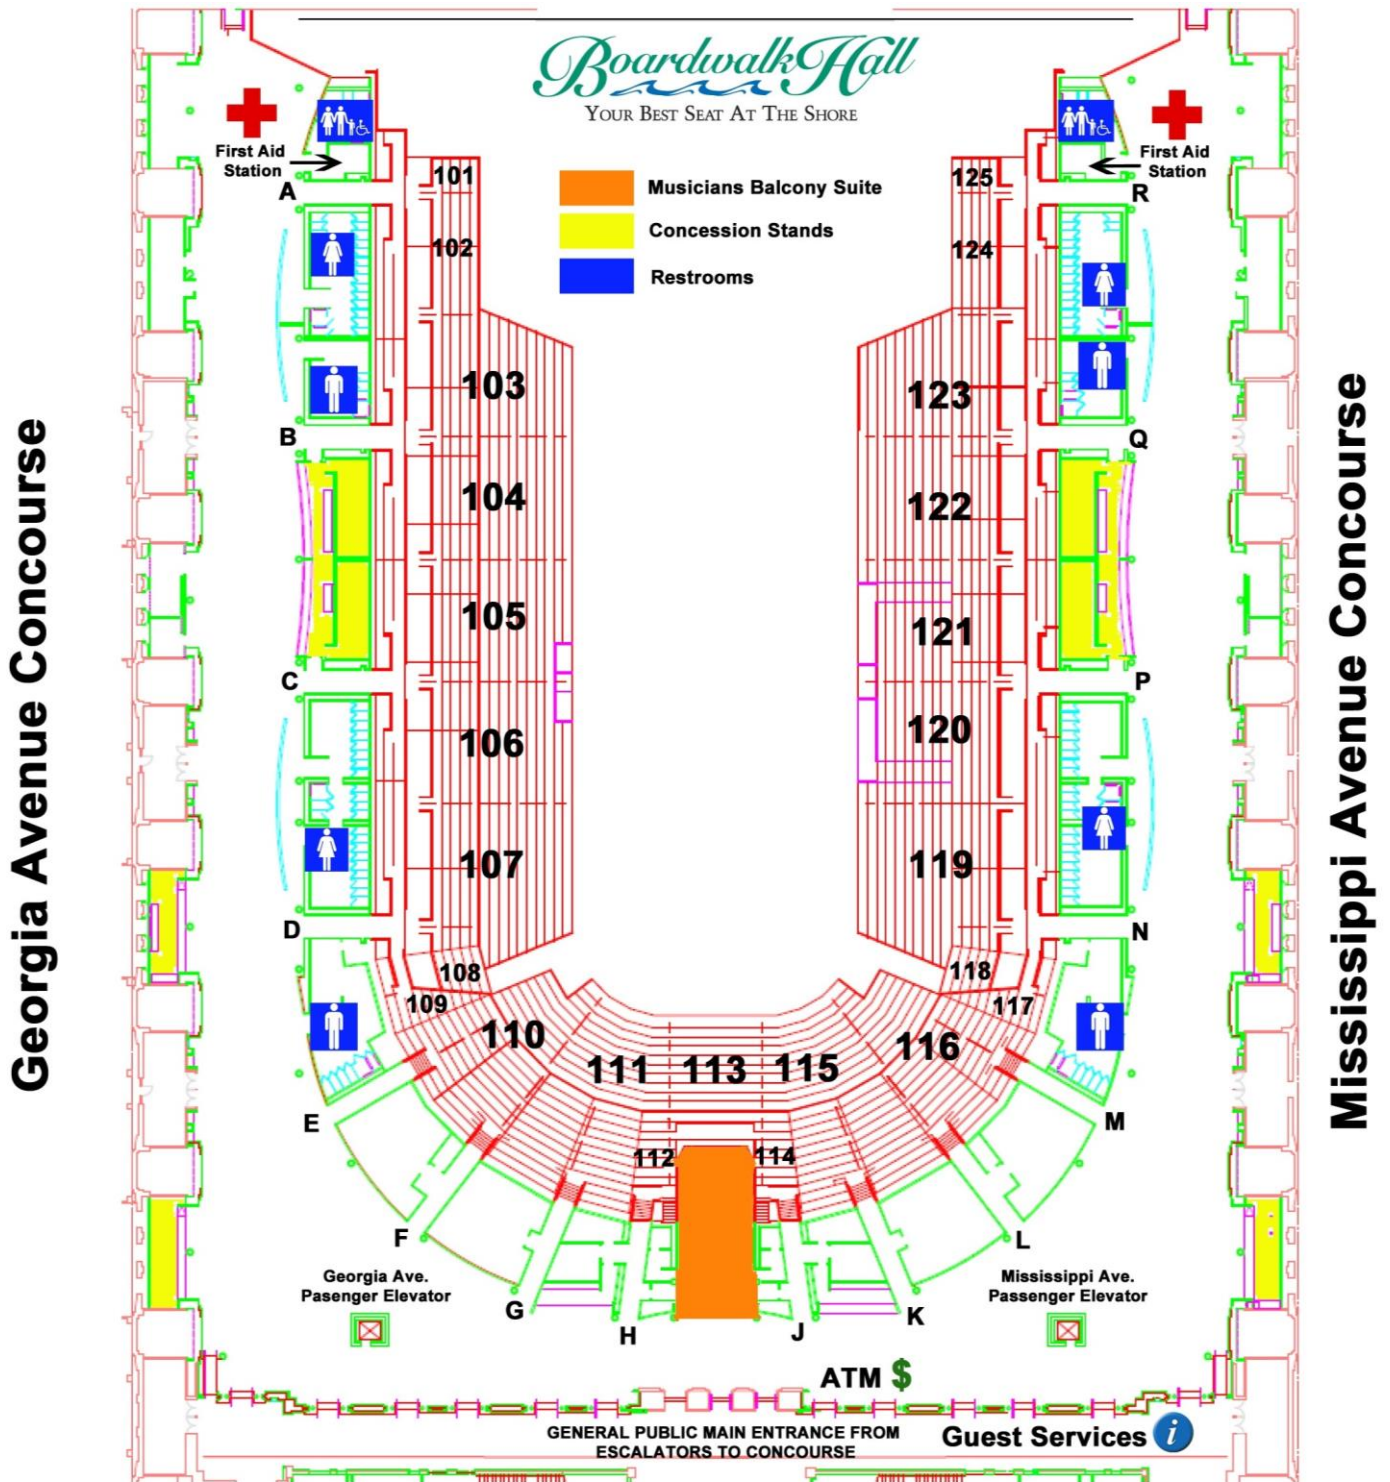 Boardwalk Hall
YOUR BEST SEAT AT THE SHORE
First Aid
Station
First Aid
Station
A
R
101
125
Musicians Balcony Suite
Concession Stands
Restrooms
102
124
103
123
B
Q
104
122
105
121
C
P
106
120
107
119
D
N
108
118
109
117
110
116
111
113
115
E
M
112
114
F
L
Georgia Ave.
Pasenger Elevator
Mississippi Ave.
Passenger Elevator
G
K
H
J
ATM $
GENERAL PUBLIC MAIN ENTRANCE FROM
ESCALATORS TO CONCOURSE
Guest Services i
Georgia Avenue Concourse
Mississippi Avenue Concourse